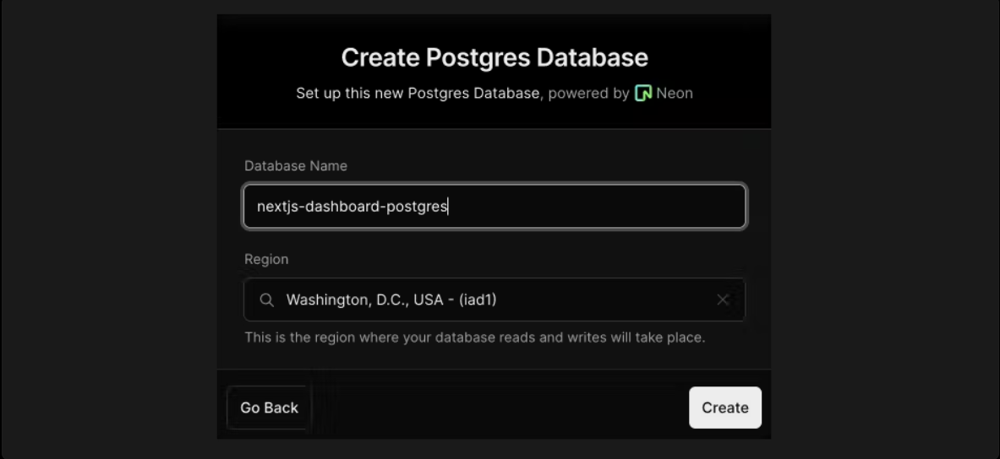 Create Postgres Database
Set up this new Postgres Database, powered by Neon
Database Name
nextjs-dashboard-postgres
Region
Washington, D.C., USA - (iad1)
This is the region where your database reads and writes will take place.
Go Back
Create